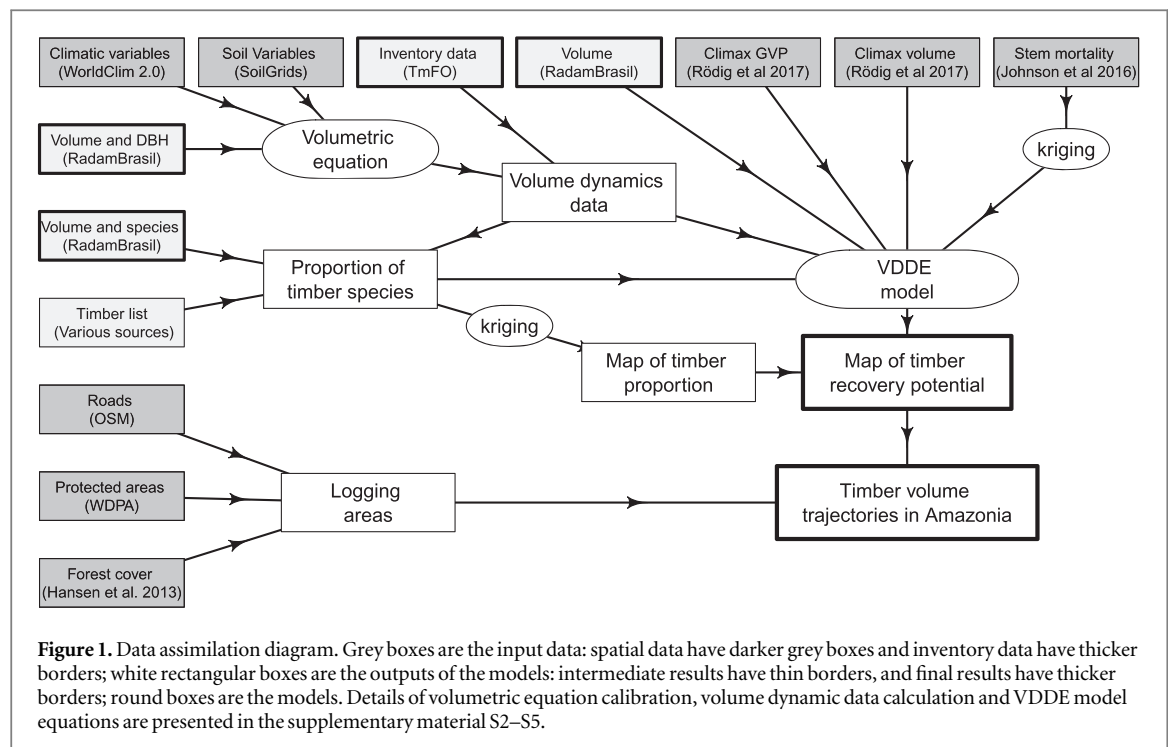 Climatic variables
(WorldClim 2.0)
Soil Variables
(SoilGrids)
Inventory data
(TmFO)
Volume
(RadamBrasil)
Climax GVP
(Rödig et al 2017)
Climax volume
(Rödig et al 2017)
Stem mortality
(Johnson et al 2016)
Volume and DBH
(RadamBrasil)
Volumetric
equation
kriging
Volume dynamics
data
Volume and species
(RadamBrasil)
Proportion of
timber species
VDDE
model
Timber list
(Various sources)
kriging
Map of timber
proportion
Map of timber
recovery potential
Roads
(OSM)
Protected areas
(WDPA)
Logging
areas
Timber volume
trajectories in Amazonia
Forest cover
(Hansen et al. 2013)
Figure 1. Data assimilation diagram. Grey boxes are the input data: spatial data have darker grey boxes and inventory data have thicker
borders; white rectangular boxes are the outputs of the models: intermediate results have thin borders, and final results have thicker
borders; round boxes are the models. Details of volumetric equation calibration, volume dynamic data calculation and VDDE model
equations are presented in the supplementary material S2–S5.